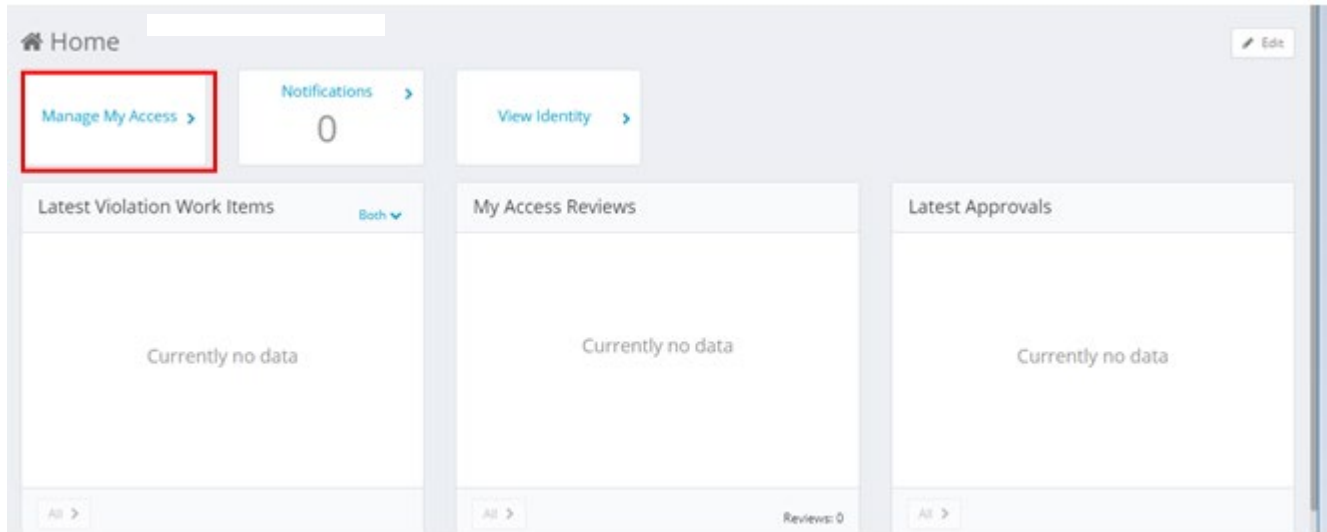 Home
Edit
Manage My Access
Notifications
0
View Identity
Latest Violation Work Items
Both
My Access Reviews
Latest Approvals
Currently no data
Currently no data
Currently no data
All
All
Reviews: 0
All